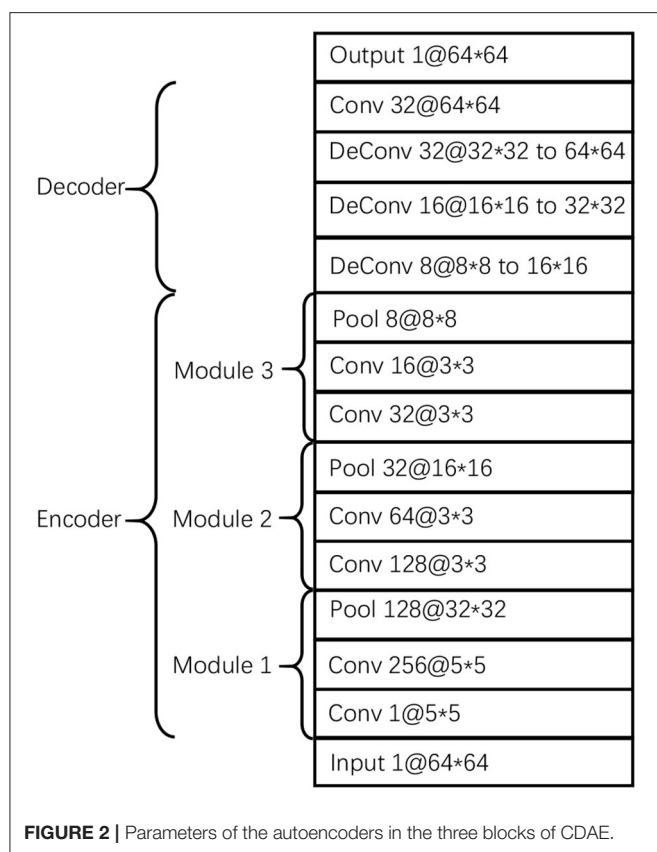 Output 1@64*64
Conv 32@64*64
DeConv 32@32*32 to 64*64
Decoder
DeConv 16@16*16 to 32*32
DeConv 8@8*8 to 16*16
Pool 8@8*8
Module 3
Conv 16@3*3
Conv 32@3*3
Pool 32@16*16
Encoder
Module 2
Conv 64@3*3
Conv 128@3*3
Pool 128@32*32
Module 1
Conv 256@5*5
Conv 1@5*5
Input 1@64*64
FIGURE 2 | Parameters of the autoencoders in the three blocks of CDAE.